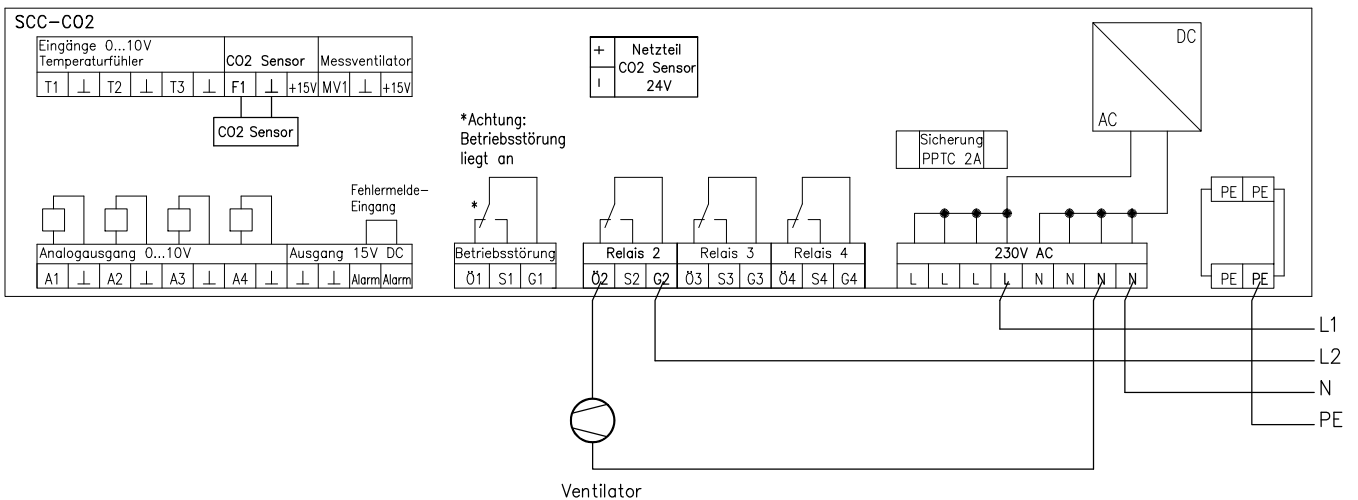 SCC-CO2
Eingänge 0...10V
Temperaturfühler
CO2 Sensor
Messventilator
T1 ⊥ T2 ⊥ T3 ⊥ F1 ⊥ +15V MV1 ⊥ +15V
CO2 Sensor
+ Netzteil
CO2 Sensor
- 24V
DC
AC
*Achtung:
Betriebsstörung
liegt an
*
Sicherung
PPTC 2A
Fehlermelde-
Eingang
PE PE
Analogausgang 0...10V
Ausgang 15V DC
A1 ⊥ A2 ⊥ A3 ⊥ A4 ⊥ ⊥ Alarm Alarm
Betriebsstörung
Ö1 S1 G1
Relais 2
Ö2 S2 G2
Relais 3
Ö3 S3 G3
Relais 4
Ö4 S4 G4
230V AC
L L L L N N N N
PE PE
L1
L2
N
PE
Ventilator